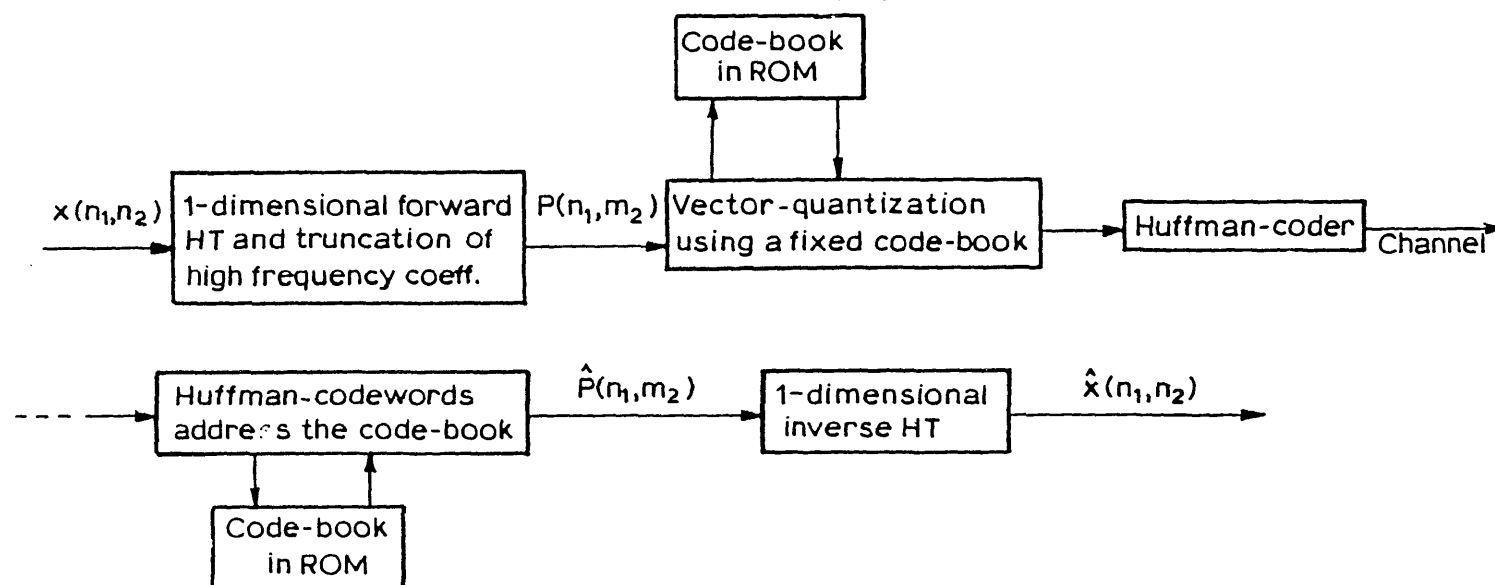 Code-book
in ROM
x(n₁,n₂)
1-dimensional forward
HT and truncation of
high frequency coeff.
P(n₁,m₂)
Vector-quantization
using a fixed code-book
Huffman-coder
Channel
Huffman-codewords
address the code-book
P̂(n₁,m₂)
1-dimensional
inverse HT
x̂(n₁,n₂)
Code-book
in ROM